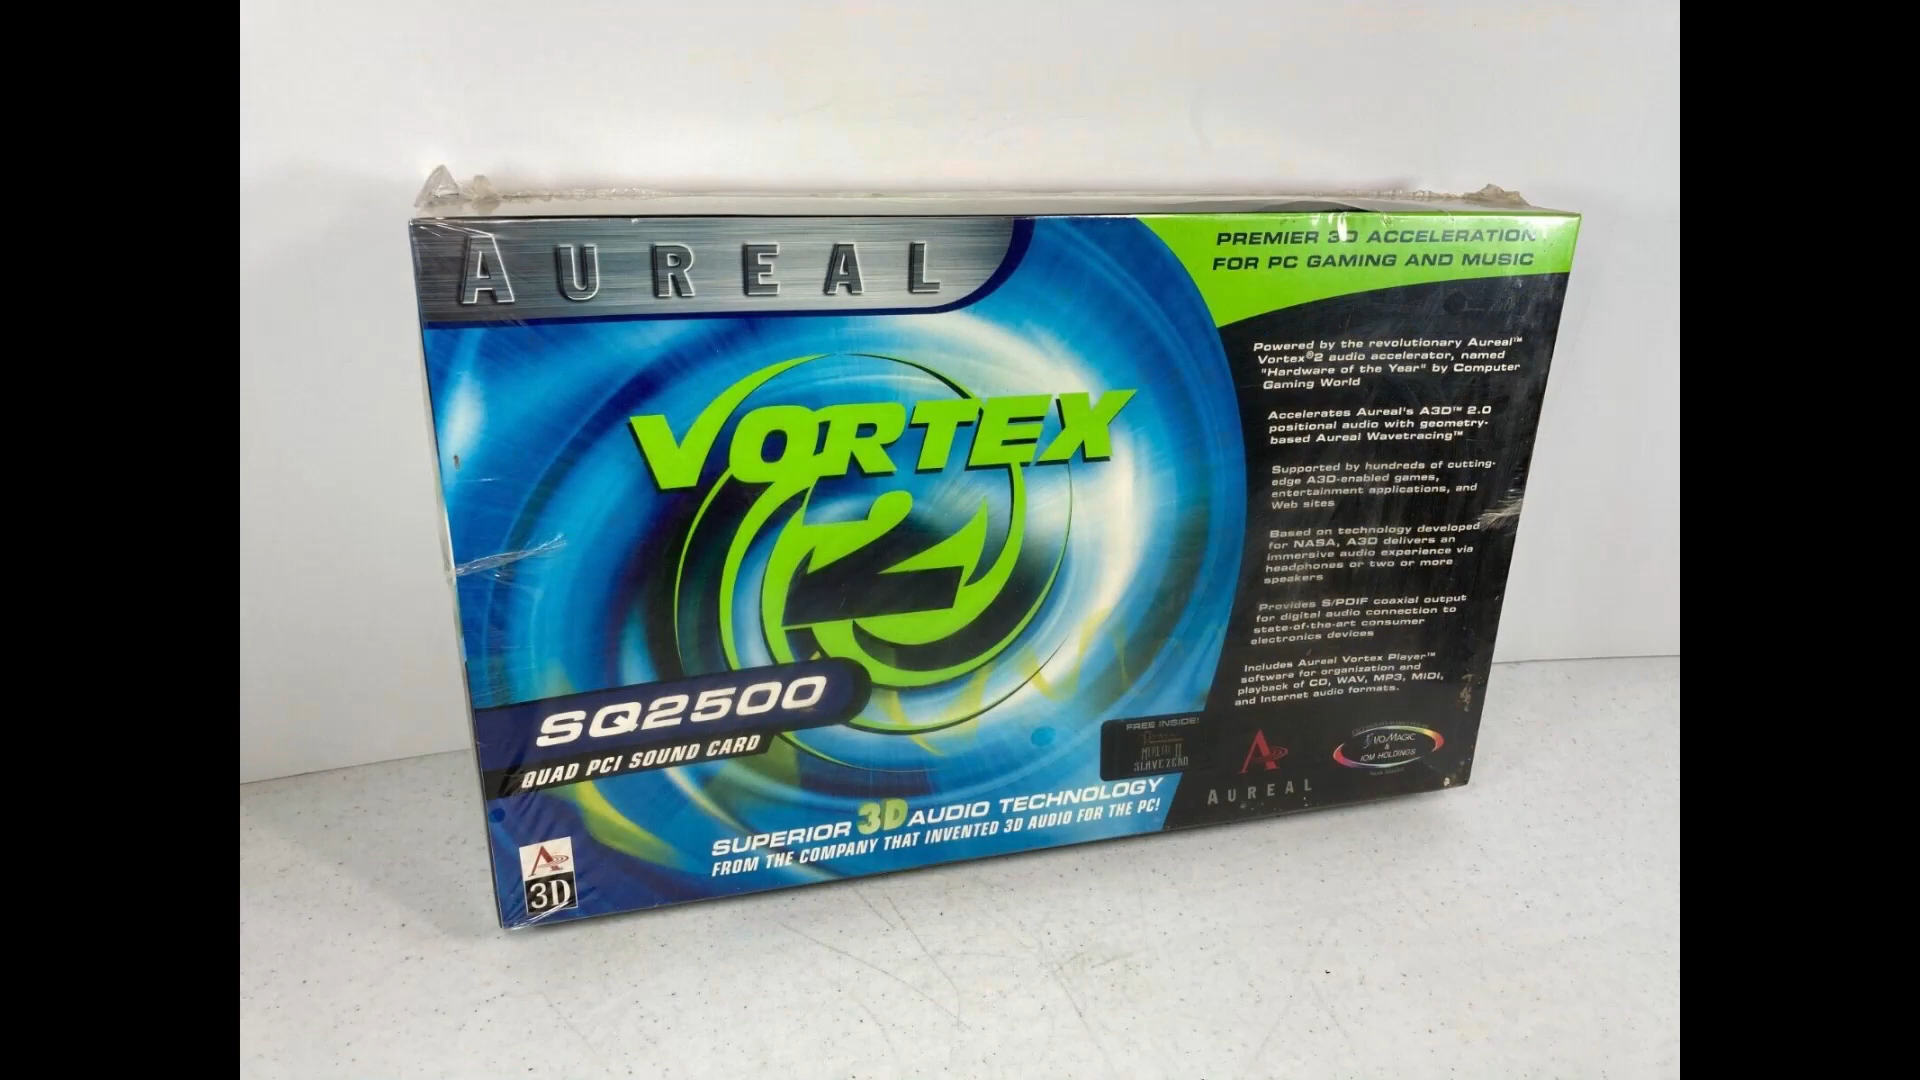 AUREAL
PREMIER 3D ACCELERATION
FOR PC GAMING AND MUSIC
VORTEX
2
Powered by the revolutionary Aureal™
Vortex®2 audio accelerator, named
"Hardware of the Year" by Computer
Gaming World
Accelerates Aureal's A3D™ 2.0
positional audio with geometry-
based Aureal Wavetracing™
Supported by hundreds of cutting-
edge A3D-enabled games,
entertainment applications, and
Web sites
Based on technology developed
for NASA, A3D delivers an
immersive audio experience via
headphones or two or more
speakers
Provides S/PDIF coaxial output
for digital audio connection to
state-of-the-art consumer
electronics devices
Includes Aureal Vortex Player™
software for organization and
playback of CD, WAV, MP3, MIDI,
and Internet audio formats.
SQ2500
QUAD PCI SOUND CARD
FREE INSIDE!
SLAVE ZERO
I/OMAGIC
&
IOM HOLDINGS
AUREAL
SUPERIOR 3D AUDIO TECHNOLOGY
FROM THE COMPANY THAT INVENTED 3D AUDIO FOR THE PC!
A
3D